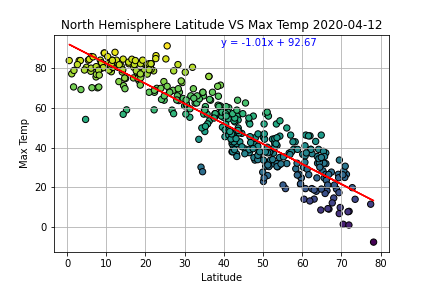 North Hemisphere Latitude VS Max Temp 2020-04-12
y = -1.01x + 92.67
80
60
40
20
0
Max Temp
0 10 20 30 40 50 60 70 80
Latitude